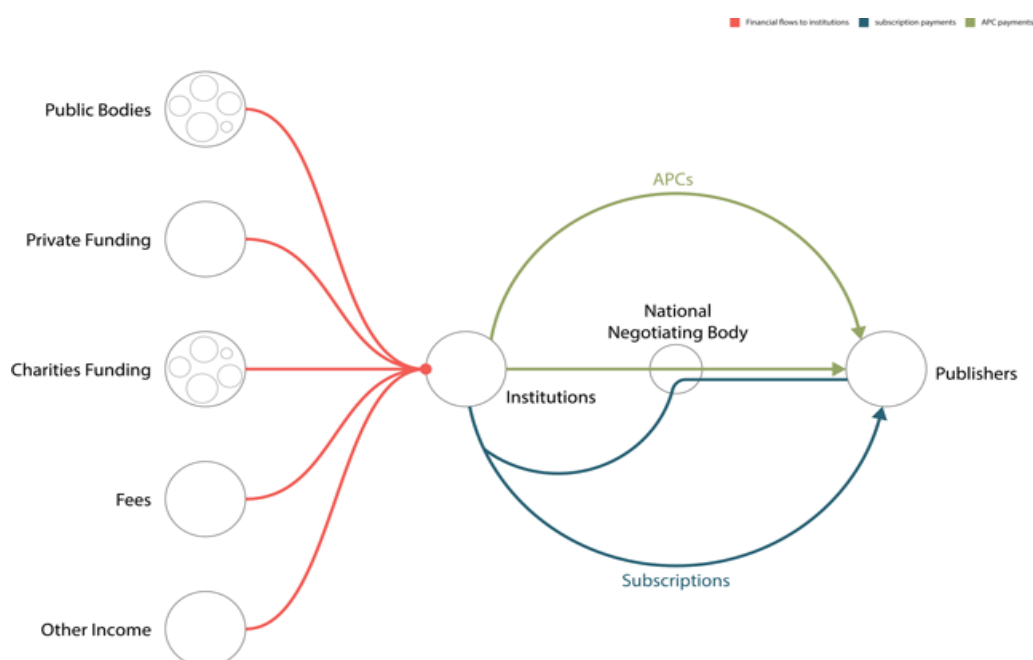 Financial flows to institutions
subscription payments
APC payments
Public Bodies
APCs
Private Funding
National
Negotiating Body
Charities Funding
Institutions
Publishers
Fees
Subscriptions
Other Income